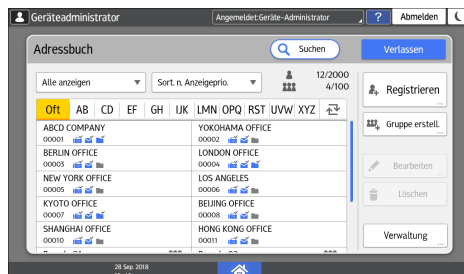 Geräteadministrator
Angemeldet:Geräte-Administrator
? Abmelden
Adressbuch
Suchen
Verlassen
Alle anzeigen
Sort. n. Anzeigeprio.
12/2000
4/100
Registrieren
Oft AB CD EF GH IJK LMN OPQ RST UVW XYZ
Gruppe erstell.
ABCD COMPANY
00001
YOKOHAMA OFFICE
00002
BERLIN OFFICE
00003
LONDON OFFICE
00004
NEW YORK OFFICE
00005
LOS ANGELES
00006
KYOTO OFFICE
00007
BEIJING OFFICE
00008
SHANGHAI OFFICE
00010
HONG KONG OFFICE
00011
Bearbeiten
Löschen
Verwaltung
28 Sep. 2018